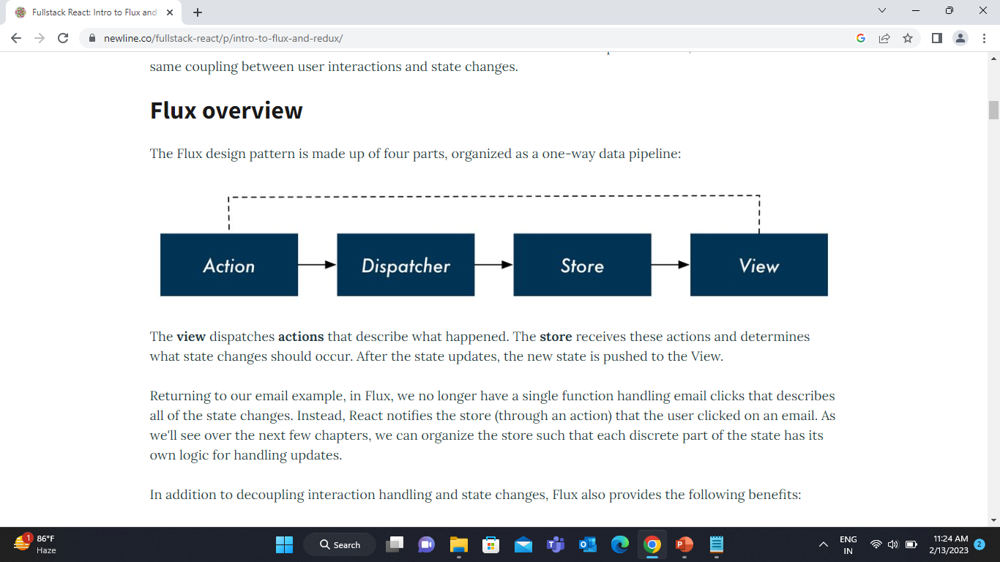 Fullstack React: Intro to Flux and
newline.co/fullstack-react/p/intro-to-flux-and-redux/
same coupling between user interactions and state changes.
Flux overview
The Flux design pattern is made up of four parts, organized as a one-way data pipeline:
Action Dispatcher Store View
The view dispatches actions that describe what happened. The store receives these actions and determines
what state changes should occur. After the state updates, the new state is pushed to the View.
Returning to our email example, in Flux, we no longer have a single function handling email clicks that describes
all of the state changes. Instead, React notifies the store (through an action) that the user clicked on an email. As
we'll see over the next few chapters, we can organize the store such that each discrete part of the state has its
own logic for handling updates.
In addition to decoupling interaction handling and state changes, Flux also provides the following benefits:
1 86°F
Haze
Search
ENG
IN
11:24 AM
2/13/2023
2